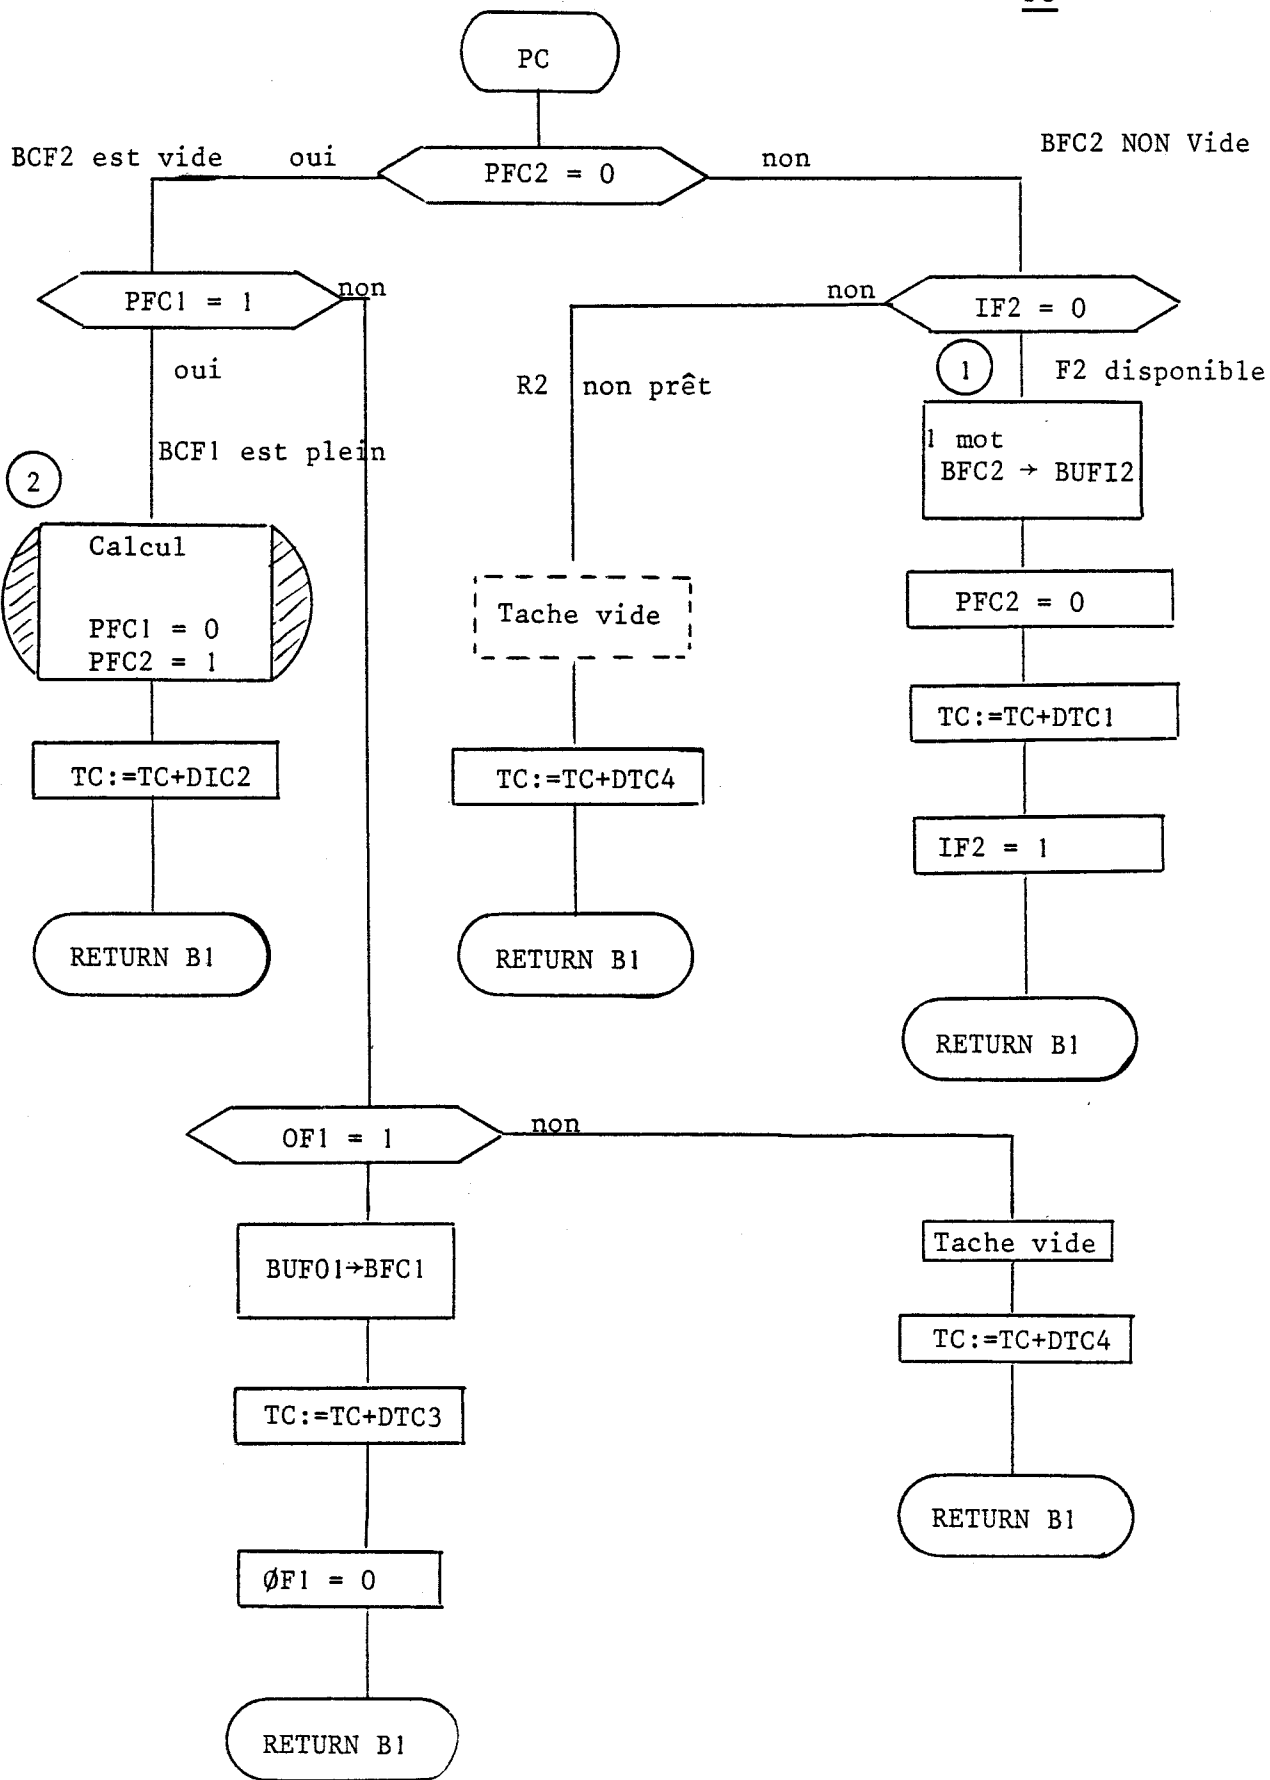 PC
BCF2 est vide
oui
PFC2 = 0
non
BFC2 NON Vide
PFC1 = 1
non
non
IF2 = 0
oui
R2
non prêt
1
F2 disponible
BCF1 est plein
1 mot
BFC2 → BUFI2
2
Calcul
PFC1 = 0
PFC2 = 1
Tache vide
PFC2 = 0
TC:=TC+DTC1
TC:=TC+DIC2
TC:=TC+DTC4
IF2 = 1
RETURN B1
RETURN B1
RETURN B1
OF1 = 1
non
BUFO1→BFC1
Tache vide
TC:=TC+DTC4
TC:=TC+DTC3
RETURN B1
ØF1 = 0
RETURN B1